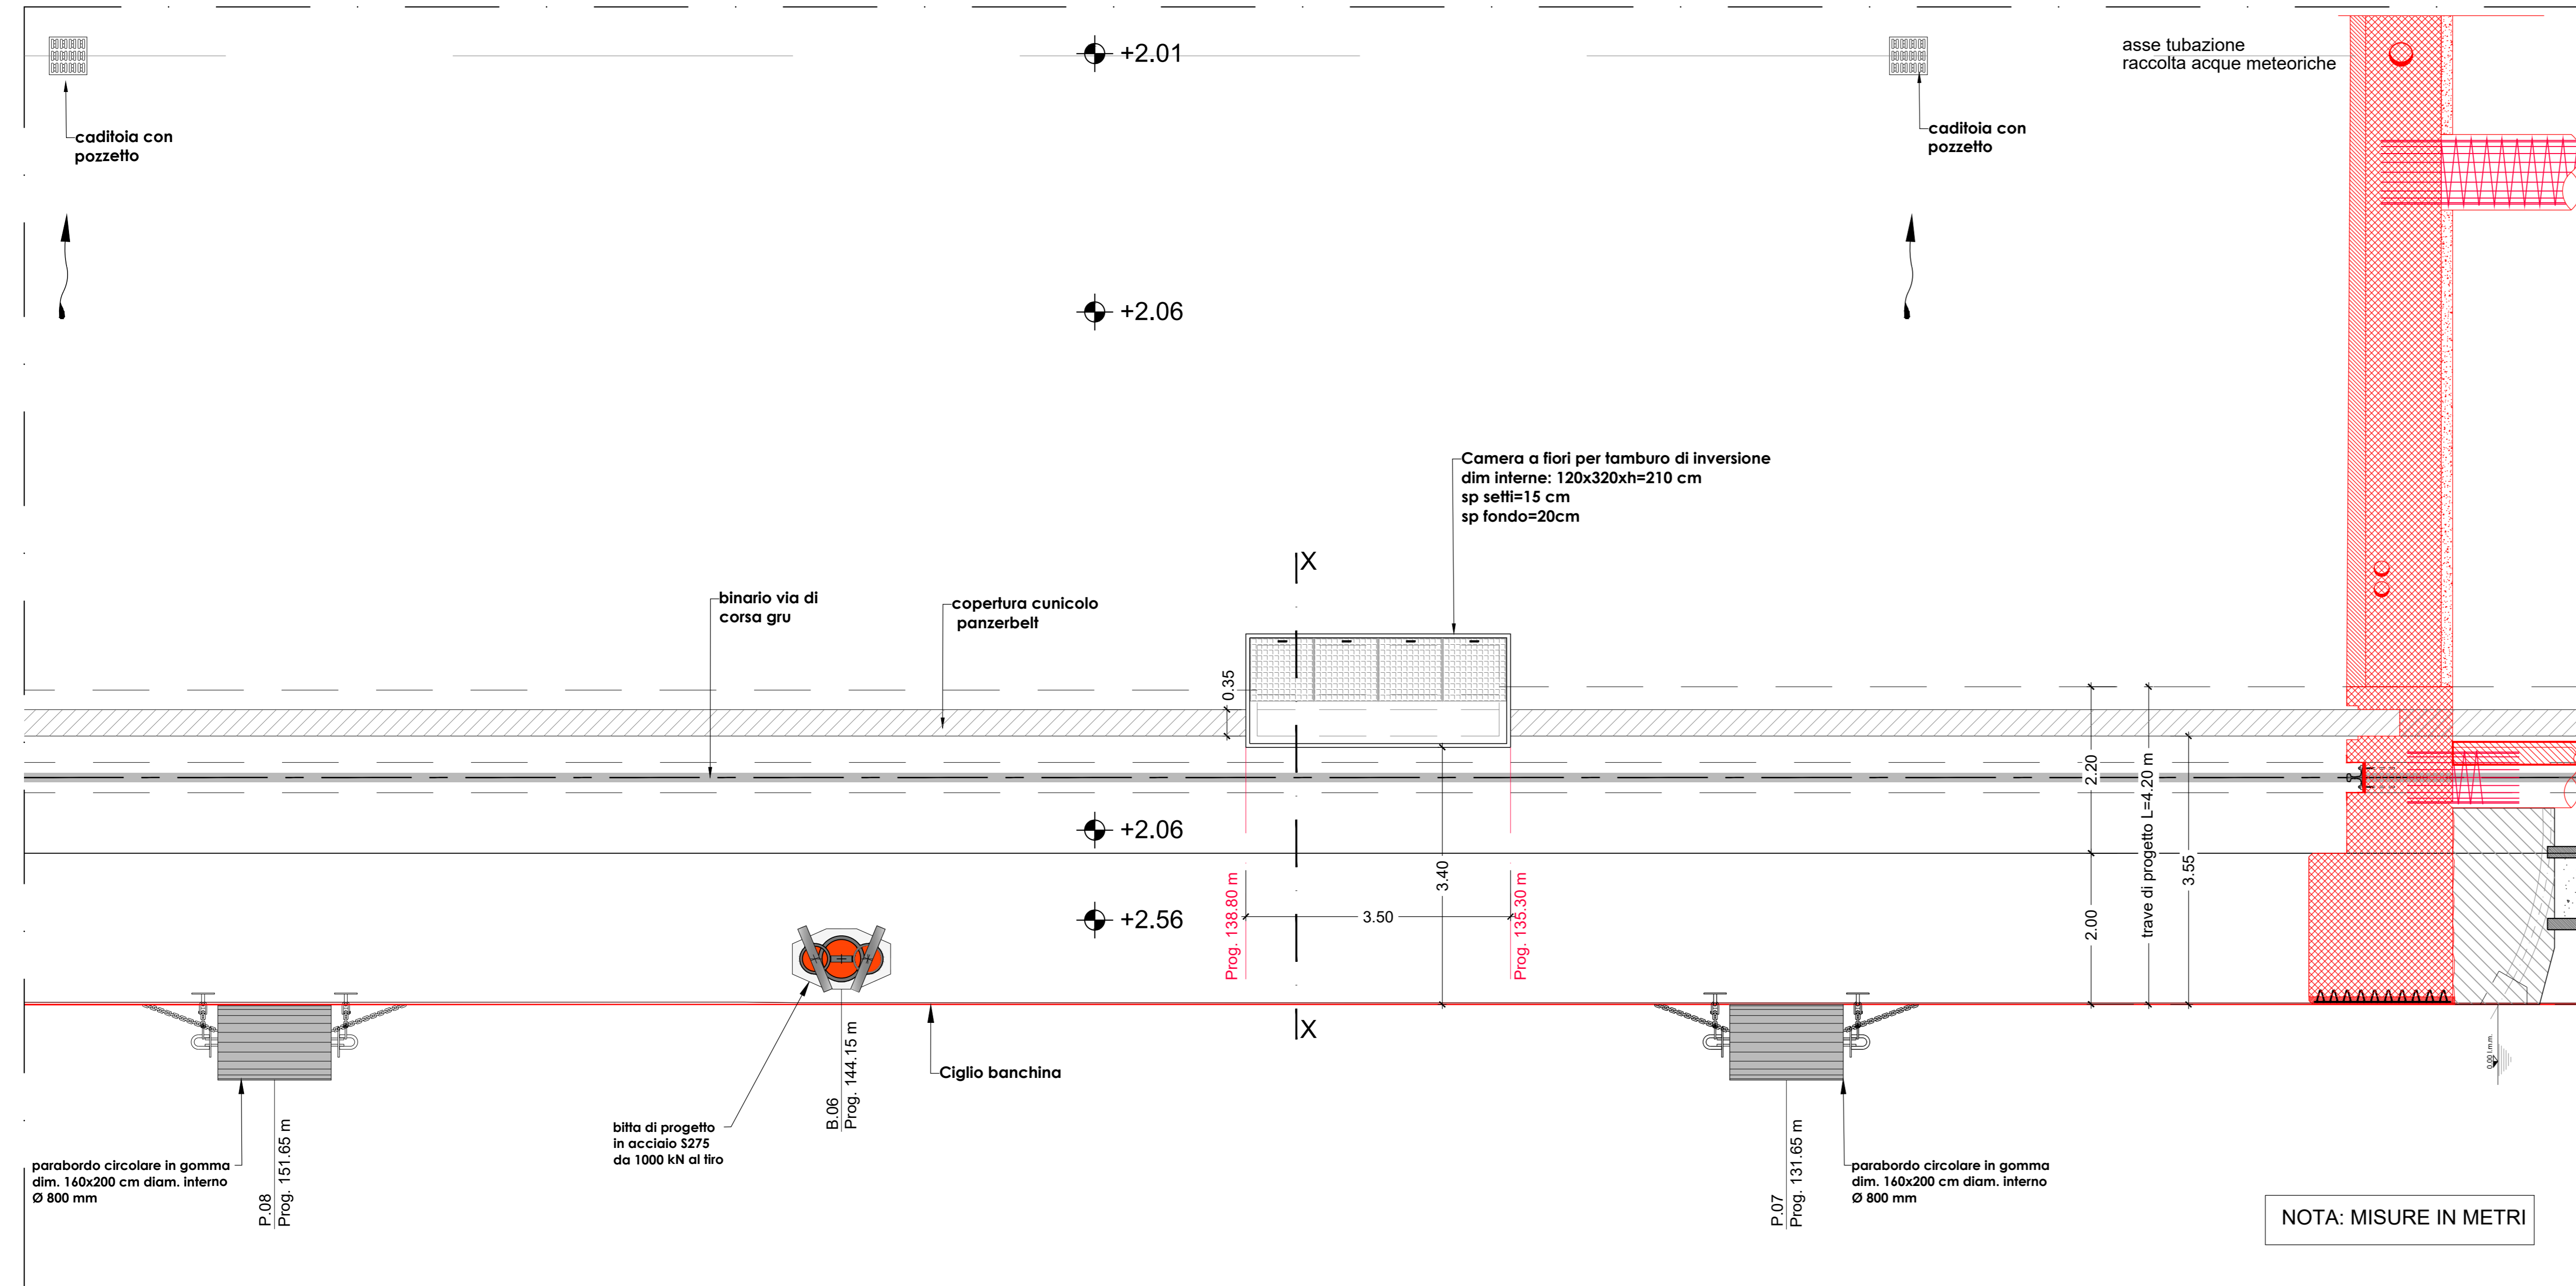 +2.01
asse tubazione
raccolta acque meteoriche
caditoia con
pozzetto
caditoia con
pozzetto
+2.06
Camera a fiori per tamburo di inversione
dim interne: 120x320xh=210 cm
sp setti=15 cm
sp fondo=20cm
X
binario via di
corsa gru
copertura cunicolo
panzerbelt
0.35
2.20
trave di progetto L=4.20 m
3.55
+2.06
3.40
Prog. 138.80 m
3.50
Prog. 135.30 m
2.00
+2.56
X
B.06
Prog. 144.15 m
Ciglio banchina
0.00 l.m.m.
bitta di progetto
in acciaio S275
da 1000 kN al tiro
parabordo circolare in gomma
dim. 160x200 cm diam. interno
Ø 800 mm
P.08
Prog. 151.65 m
P.07
Prog. 131.65 m
parabordo circolare in gomma
dim. 160x200 cm diam. interno
Ø 800 mm
NOTA: MISURE IN METRI